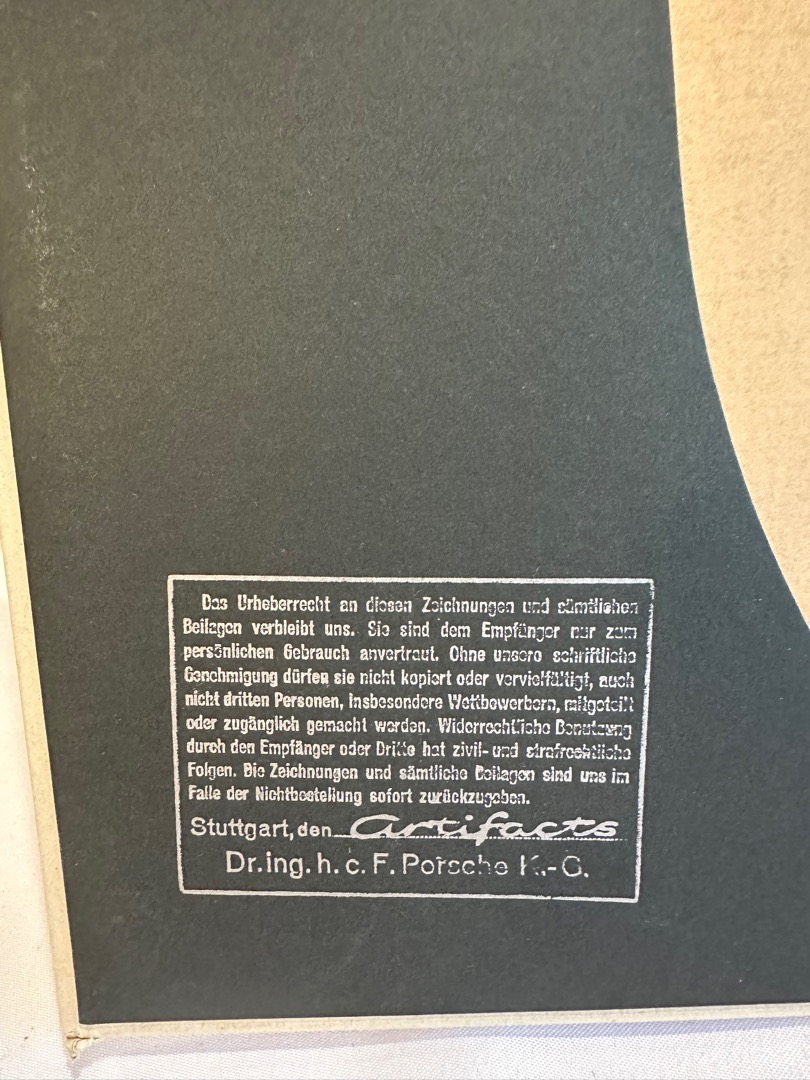 Das Urheberrecht an diesen Zeichnungen und sämtlichen
Beilagen verbleibt uns. Sie sind dem Empfänger nur zum
persönlichen Gebrauch anvertraut. Ohne unsere schriftliche
Genehmigung dürfen sie nicht kopiert oder vervielfältigt, auch
nicht dritten Personen, insbesondere Wettbewerbern, mitgeteilt
oder zugänglich gemacht werden. Widerrechtliche Benutzung
durch den Empfänger oder Dritte hat zivil- und strafrechtliche
Folgen. Die Zeichnungen und sämtliche Beilagen sind uns im
Falle der Nichtbestellung sofort zurückzugeben.
Stuttgart, den Artifacts
Dr. ing. h. c. F. Porsche K.-G.